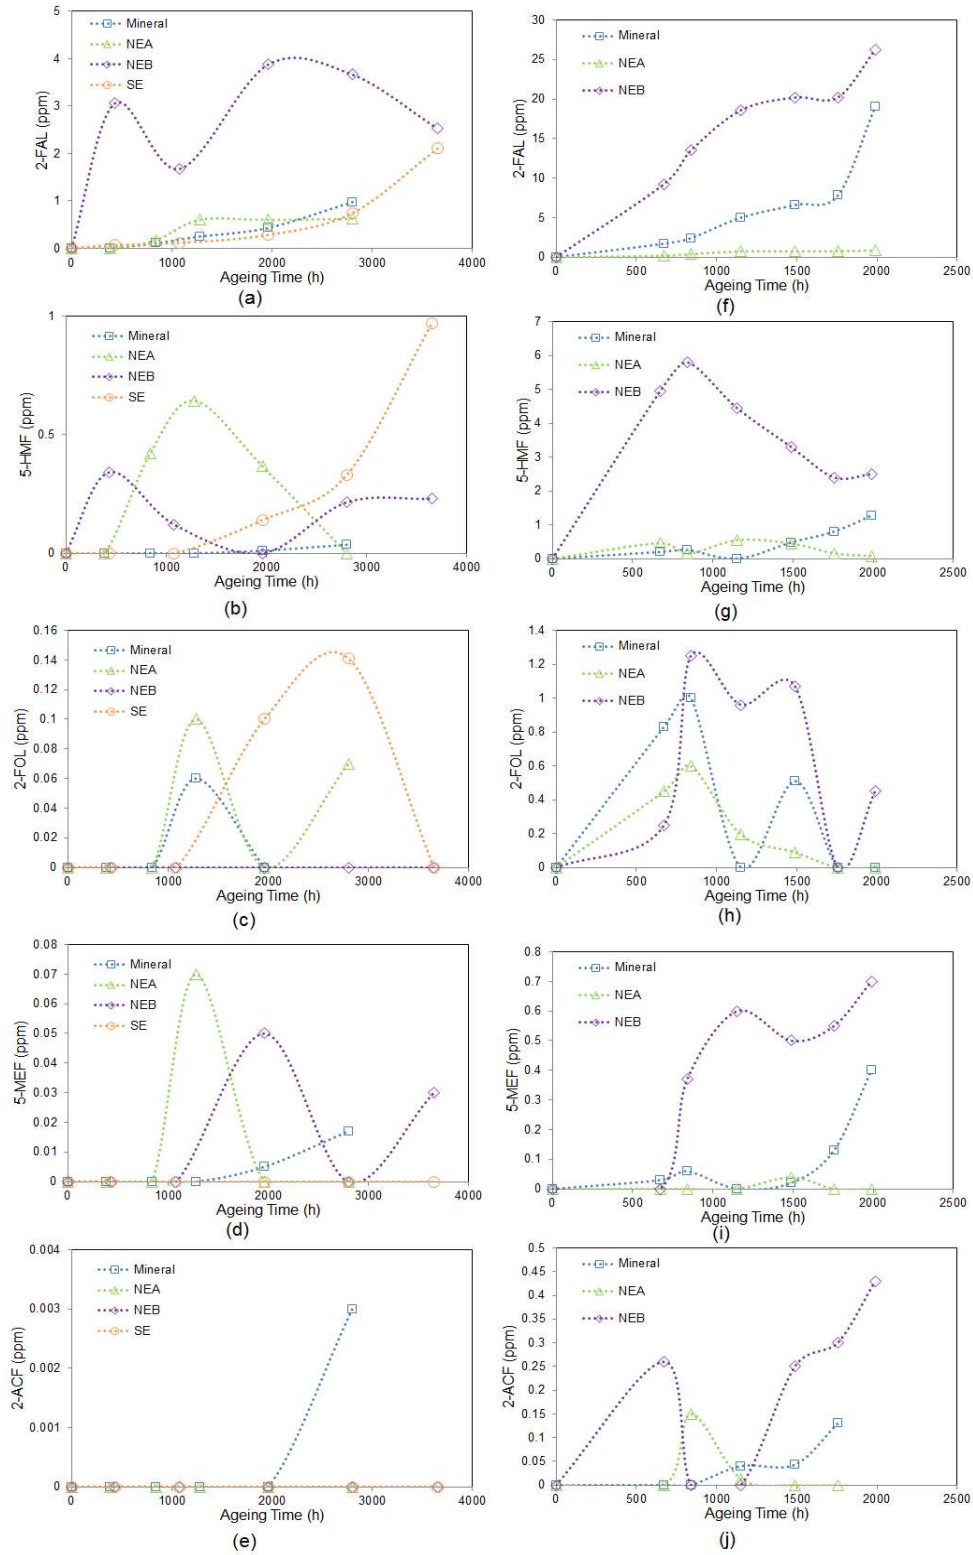 5
4
3
2
1
0
2-FAL (ppm)
Mineral
NEA
NEB
SE
0 1000 2000 3000 4000
Ageing Time (h)
(a)
30
25
20
15
10
5
0
2-FAL (ppm)
Mineral
NEA
NEB
0 500 1000 1500 2000 2500
Ageing Time (h)
(f)
1
0.5
0
5-HMF (ppm)
Mineral
NEA
NEB
SE
0 1000 2000 3000 4000
Ageing Time (h)
(b)
7
6
5
4
3
2
1
0
5-HMF (ppm)
Mineral
NEA
NEB
0 500 1000 1500 2000 2500
Ageing Time (h)
(g)
0.16
0.14
0.12
0.1
0.08
0.06
0.04
0.02
0
2-FOL (ppm)
Mineral
NEA
NEB
SE
0 1000 2000 3000 4000
Ageing Time (h)
(c)
1.4
1.2
1
0.8
0.6
0.4
0.2
0
2-FOL (ppm)
Mineral
NEA
NEB
0 500 1000 1500 2000 2500
Ageing Time (h)
(h)
0.08
0.07
0.06
0.05
0.04
0.03
0.02
0.01
0
5-MEF (ppm)
Mineral
NEA
NEB
SE
0 1000 2000 3000 4000
Ageing Time (h)
(d)
0.8
0.7
0.6
0.5
0.4
0.3
0.2
0.1
0
5-MEF (ppm)
Mineral
NEA
NEB
0 500 1000 1500 2000 2500
Ageing Time (h)
(i)
0.004
0.003
0.002
0.001
0
2-ACF (ppm)
Mineral
NEA
NEB
SE
0 1000 2000 3000 4000
Ageing Time (h)
(e)
0.5
0.45
0.4
0.35
0.3
0.25
0.2
0.15
0.1
0.05
0
2-ACF (ppm)
Mineral
NEA
NEB
0 500 1000 1500 2000 2500
Ageing Time (h)
(j)